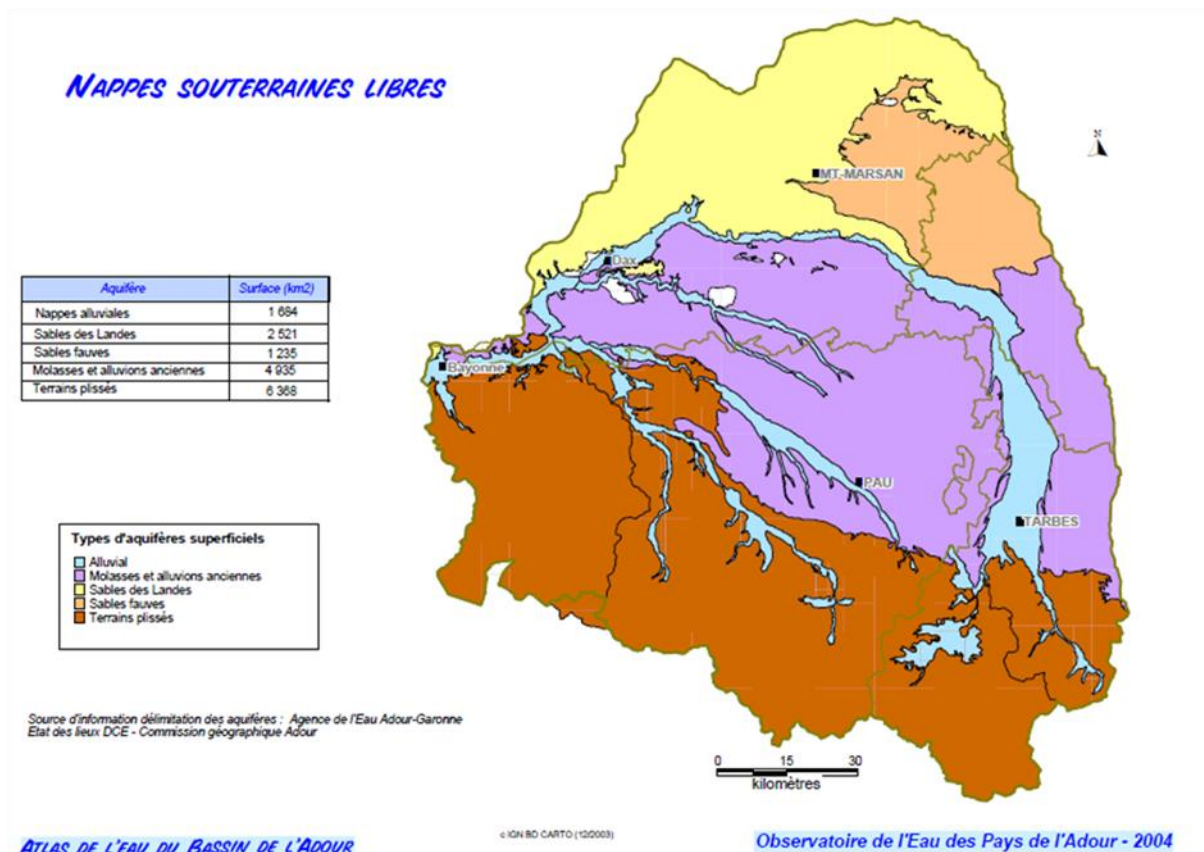 NAPPES SOUTERRAINES LIBRES
N
MT-MARSAN
Dax
Bayonne
PAU
TARBES
Aquifère Surface (km2)
Nappes alluviales 1 684
Sables des Landes 2 521
Sables fauves 1 235
Molasses et alluvions anciennes 4 935
Terrains plissés 6 368
Types d'aquifères superficiels
Alluvial
Molasses et alluvions anciennes
Sables des Landes
Sables fauves
Terrains plissés
Source d'information délimitation des aquifères : Agence de l'Eau Adour-Garonne
Etat des lieux DCE - Commission géographique Adour
0 15 30
kilomètres
ATLAS DE L'EAU DU BASSIN DE L'ADOUR
c IGN BD CARTO (12/2003)
Observatoire de l'Eau des Pays de l'Adour - 2004